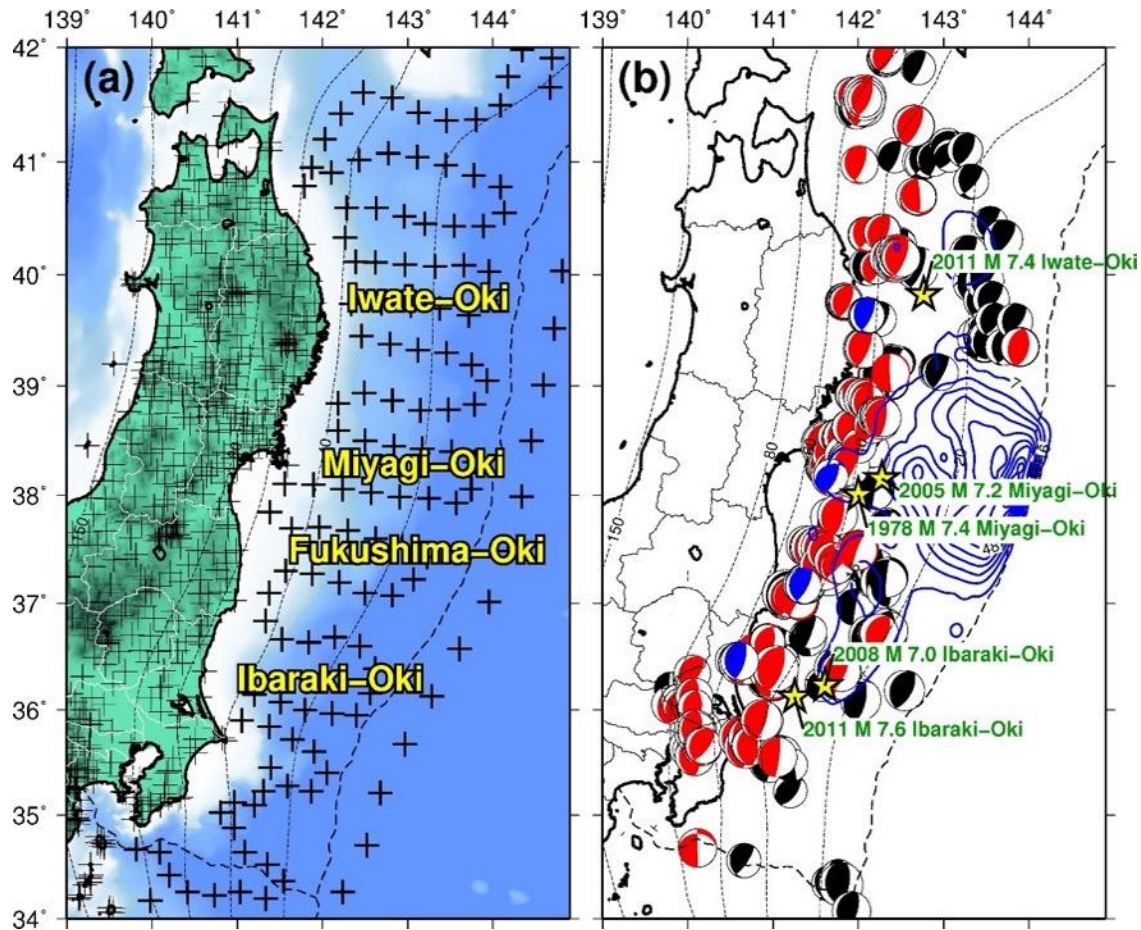 139° 140° 141° 142° 143° 144°
139° 140° 141° 142° 143° 144°
42°
41°
40°
39°
38°
37°
36°
35°
34°
(a)
Iwate-Oki
Miyagi-Oki
Fukushima-Oki
Ibaraki-Oki
80
150
(b)
2011 M 7.4 Iwate-Oki
2005 M 7.2 Miyagi-Oki
1978 M 7.4 Miyagi-Oki
2008 M 7.0 Ibaraki-Oki
2011 M 7.6 Ibaraki-Oki
80
150